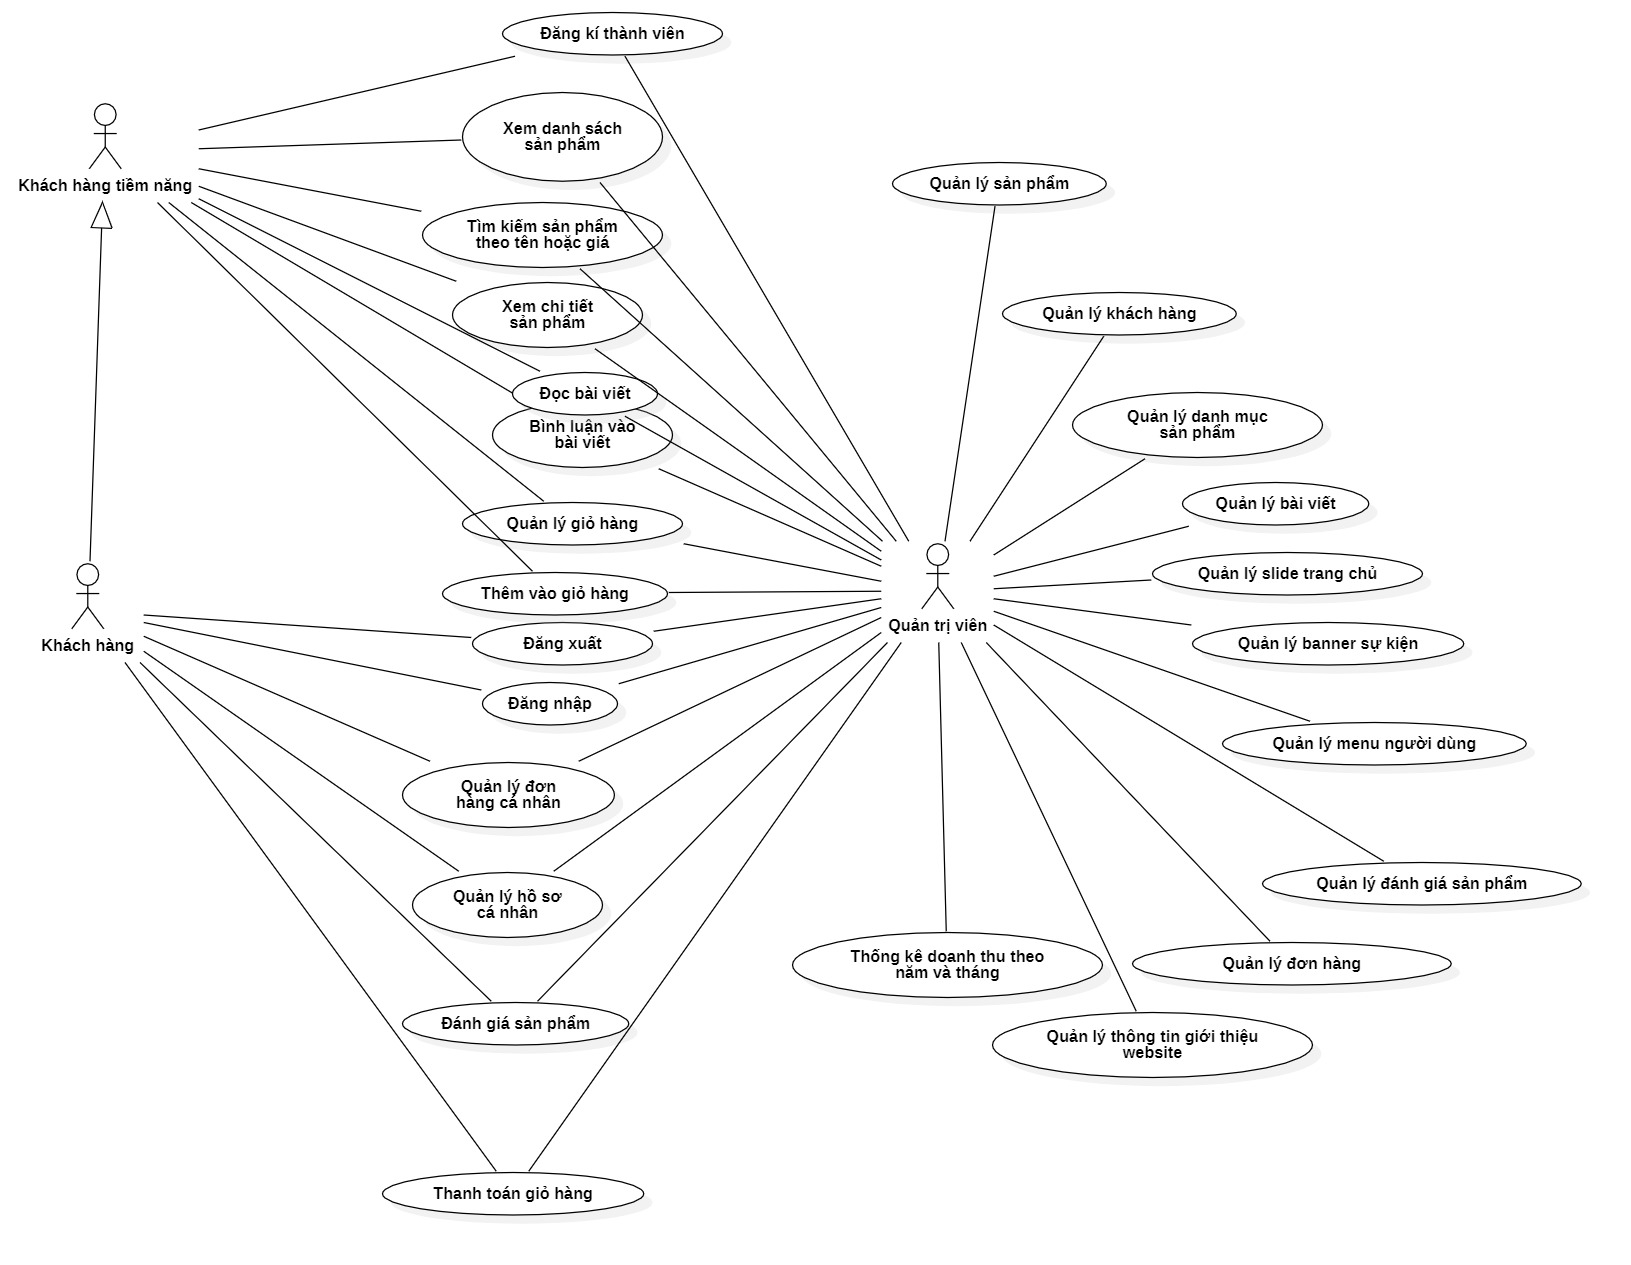 Đăng kí thành viên
Xem danh sách
sản phẩm
Khách hàng tiềm năng
Tìm kiếm sản phẩm
theo tên hoặc giá
Xem chi tiết
sản phẩm
Đọc bài viết
Bình luận vào
bài viết
Quản lý giỏ hàng
Thêm vào giỏ hàng
Khách hàng
Đăng xuất
Đăng nhập
Quản lý đơn
hàng cá nhân
Quản lý hồ sơ
cá nhân
Đánh giá sản phẩm
Thanh toán giỏ hàng
Quản trị viên
Quản lý sản phẩm
Quản lý khách hàng
Quản lý danh mục
sản phẩm
Quản lý bài viết
Quản lý slide trang chủ
Quản lý banner sự kiện
Quản lý menu người dùng
Quản lý đánh giá sản phẩm
Quản lý đơn hàng
Thống kê doanh thu theo
năm và tháng
Quản lý thông tin giới thiệu
website